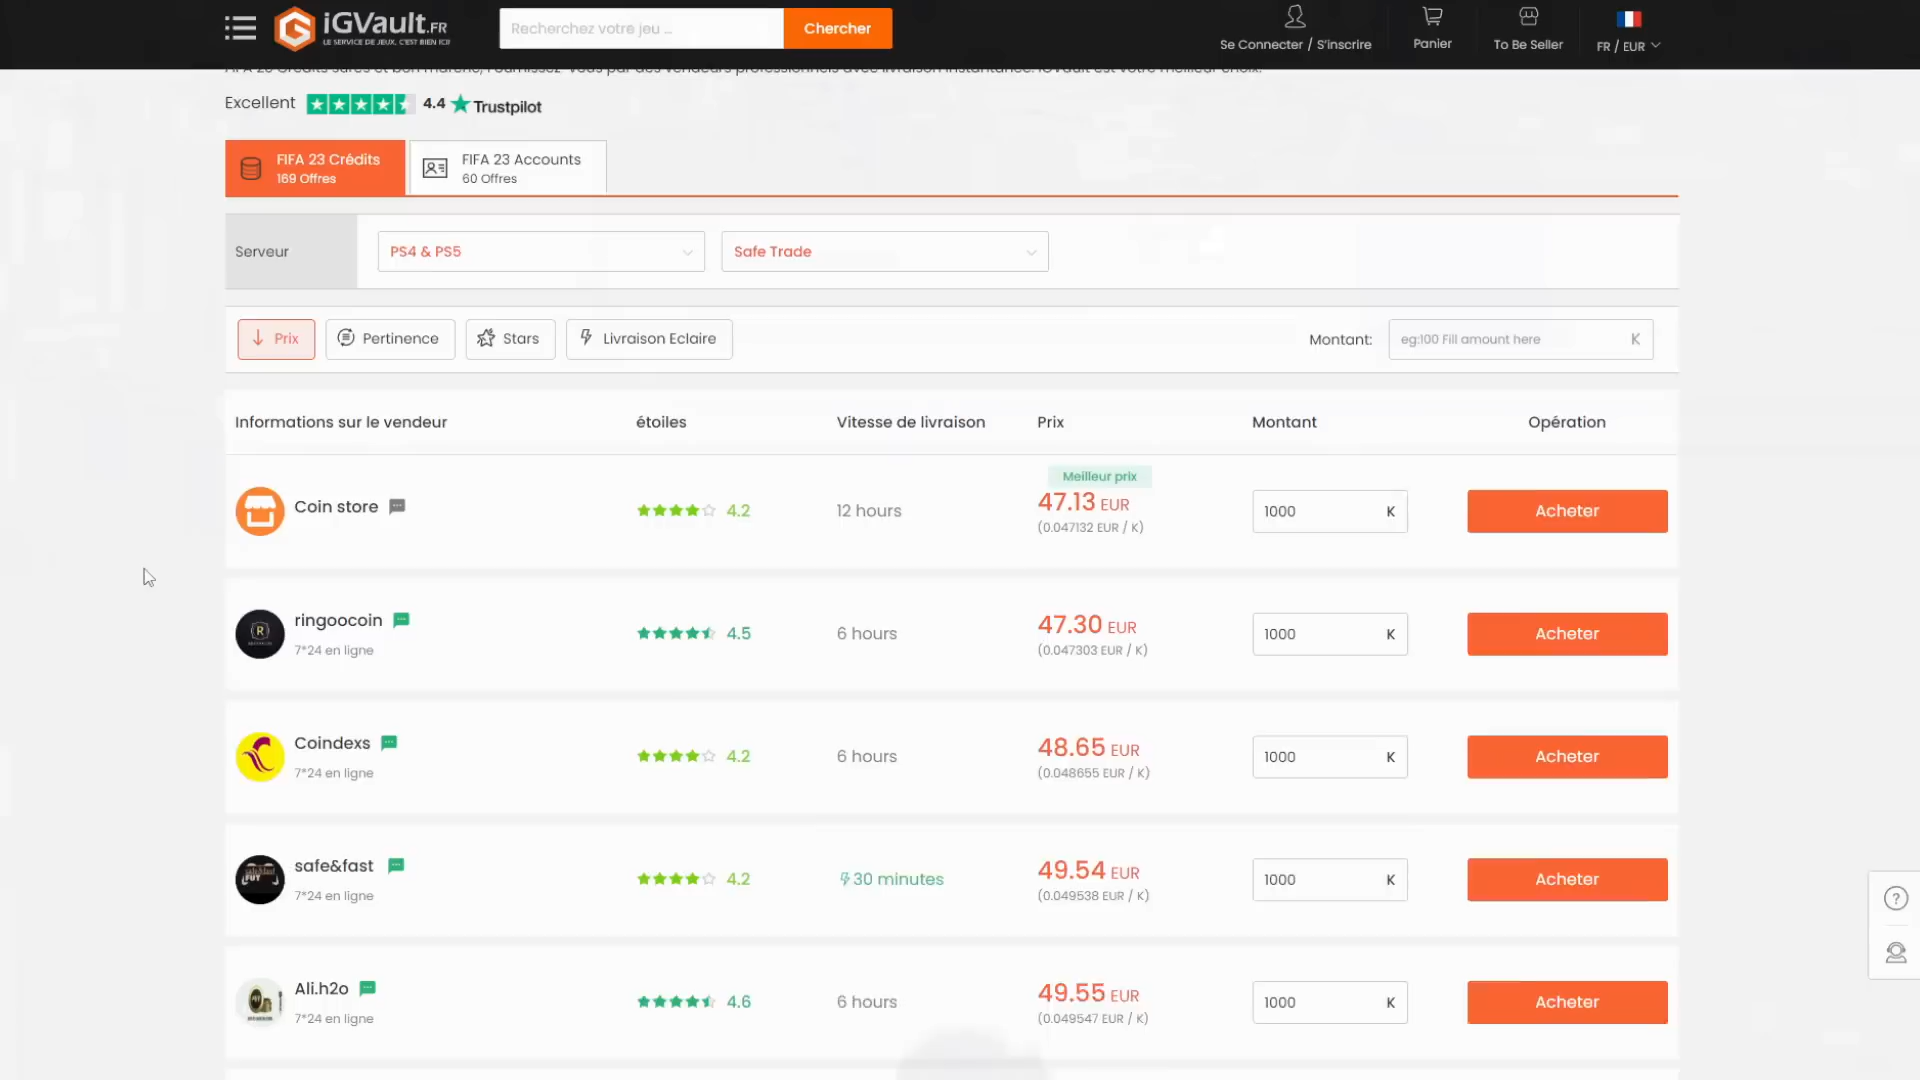 iGVault.FR
LE SERVICE DE JEUX, C'EST BIEN ICI!
Recherchez votre jeu ...
Chercher
Se Connecter / S'inscrire
Panier
To Be Seller
FR / EUR
Excellent
4.4 Trustpilot
FIFA 23 Crédits
169 Offres
FIFA 23 Accounts
60 Offres
Serveur
PS4 & PS5
Safe Trade
Prix
Pertinence
Stars
Livraison Eclaire
Montant:
eg:100 Fill amount here K
Informations sur le vendeur étoiles Vitesse de livraison Prix Montant Opération
Meilleur prix
Coin store 4.2 12 hours 47.13 EUR 1000 K Acheter
(0.047132 EUR / K)
ringoocoin 4.5 6 hours 47.30 EUR 1000 K Acheter
7*24 en ligne (0.047303 EUR / K)
Coindexs 4.2 6 hours 48.65 EUR 1000 K Acheter
7*24 en ligne (0.048655 EUR / K)
safe&fast 4.2 30 minutes 49.54 EUR 1000 K Acheter
7*24 en ligne (0.049538 EUR / K)
Ali.h2o 4.6 6 hours 49.55 EUR 1000 K Acheter
7*24 en ligne (0.049547 EUR / K)